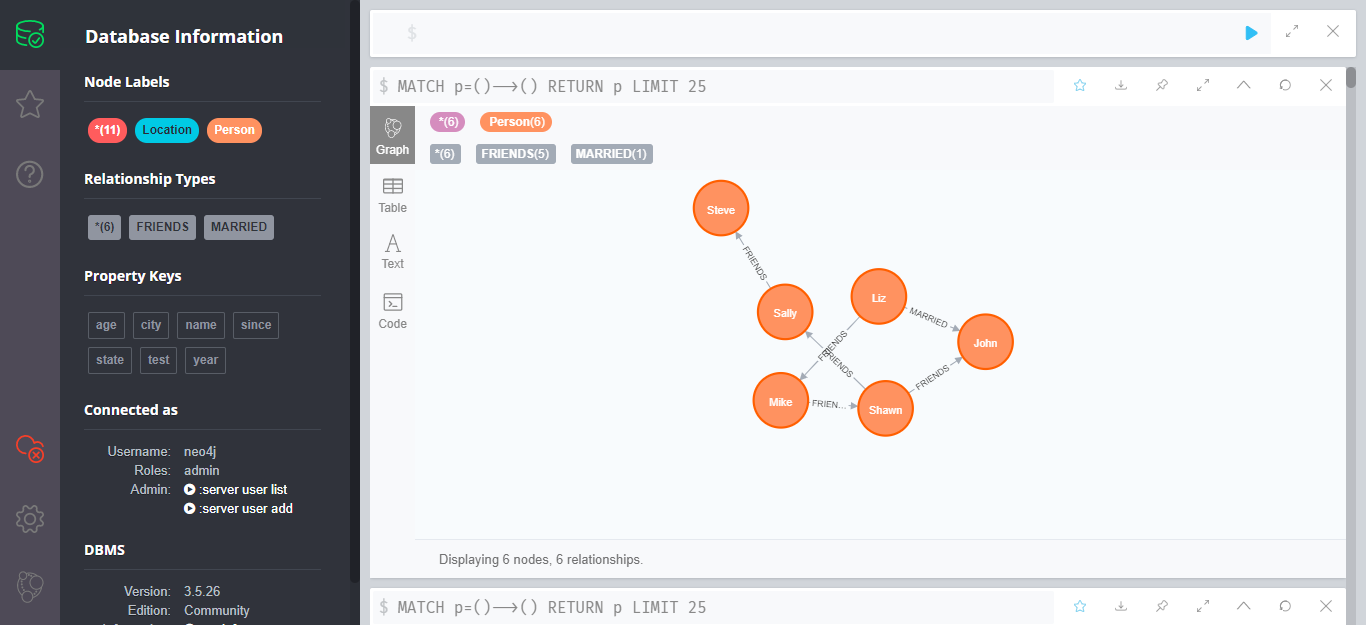 Database Information
Node Labels
*(11) Location Person
Relationship Types
*(6) FRIENDS MARRIED
Property Keys
age city name since
state test year
Connected as
Username: neo4j
Roles: admin
Admin: :server user list
:server user add
DBMS
Version: 3.5.26
Edition: Community
$
$ MATCH p=()-->() RETURN p LIMIT 25
Graph
Table
Text
Code
*(6) Person(6)
*(6) FRIENDS(5) MARRIED(1)
Steve
FRIENDS
Sally
Liz
MARRIED
John
FRIENDS
FRIENDS
FRIENDS
Mike
FRIEN...
Shawn
Displaying 6 nodes, 6 relationships.
$ MATCH p=()-->() RETURN p LIMIT 25